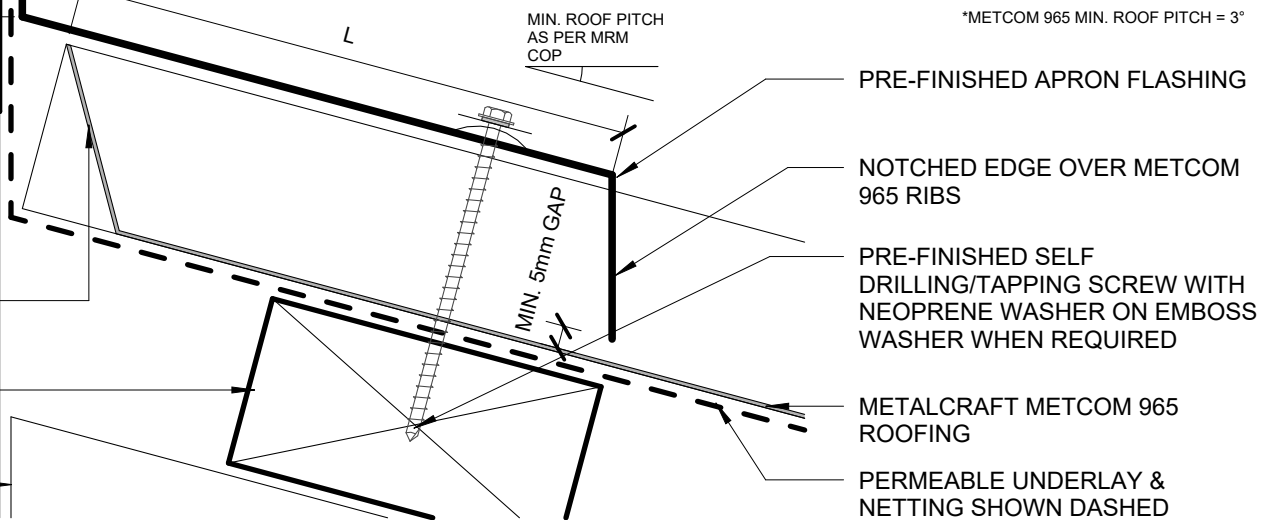 MIN. ROOF PITCH
AS PER MRM
COP
*METCOM 965 MIN. ROOF PITCH = 3°
L
PRE-FINISHED APRON FLASHING
NOTCHED EDGE OVER METCOM
965 RIBS
MIN. 5mm GAP
PRE-FINISHED SELF
DRILLING/TAPPING SCREW WITH
NEOPRENE WASHER ON EMBOSS
WASHER WHEN REQUIRED
METALCRAFT METCOM 965
ROOFING
PERMEABLE UNDERLAY &
NETTING SHOWN DASHED